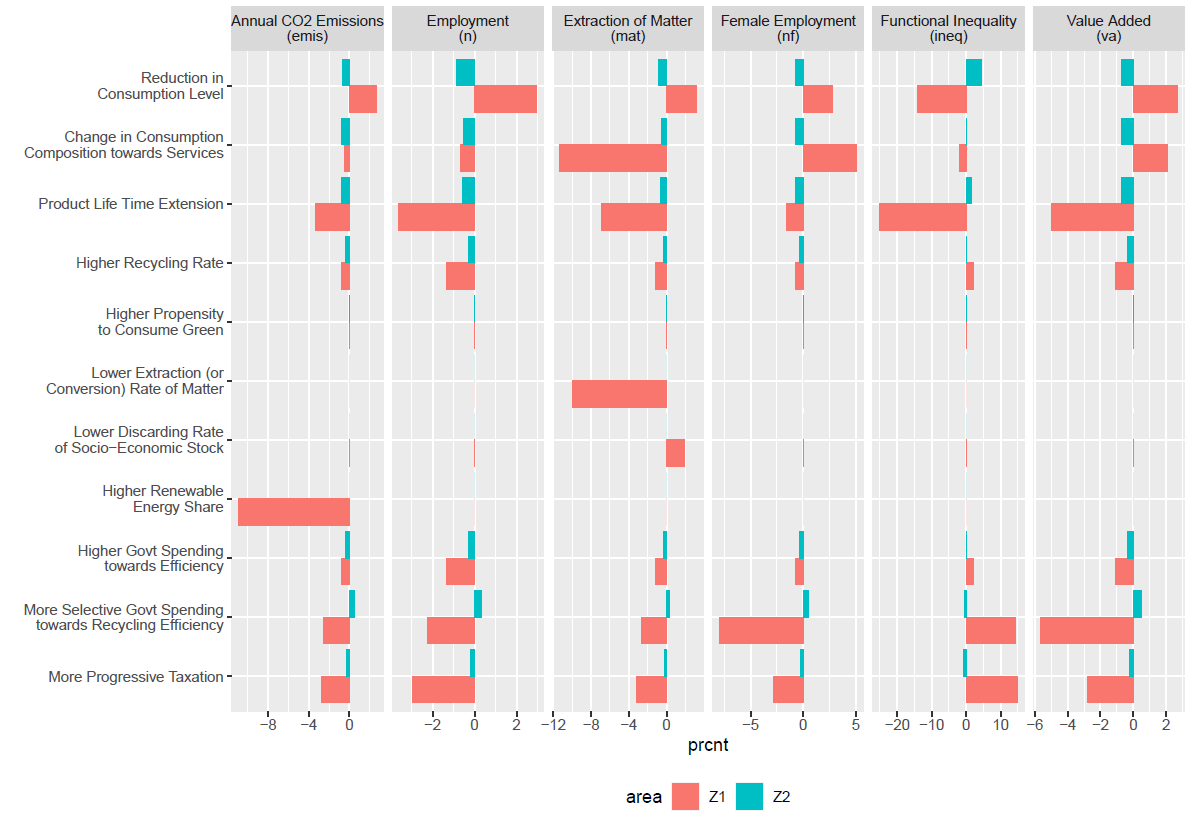 Annual CO2 Emissions
(emis)
Employment
(n)
Extraction of Matter
(mat)
Female Employment
(nf)
Functional Inequality
(ineq)
Value Added
(va)
Reduction in
Consumption Level
Change in Consumption
Composition towards Services
Product Life Time Extension
Higher Recycling Rate
Higher Propensity
to Consume Green
Lower Extraction (or
Conversion) Rate of Matter
Lower Discarding Rate
of Socio−Economic Stock
Higher Renewable
Energy Share
Higher Govt Spending
towards Efficiency
More Selective Govt Spending
towards Recycling Efficiency
More Progressive Taxation
−8 −4 0
−2 0 2
−12 −8 −4 0
−5 0 5
−20 −10 0 10
−6 −4 −2 0 2
prcnt
area Z1 Z2